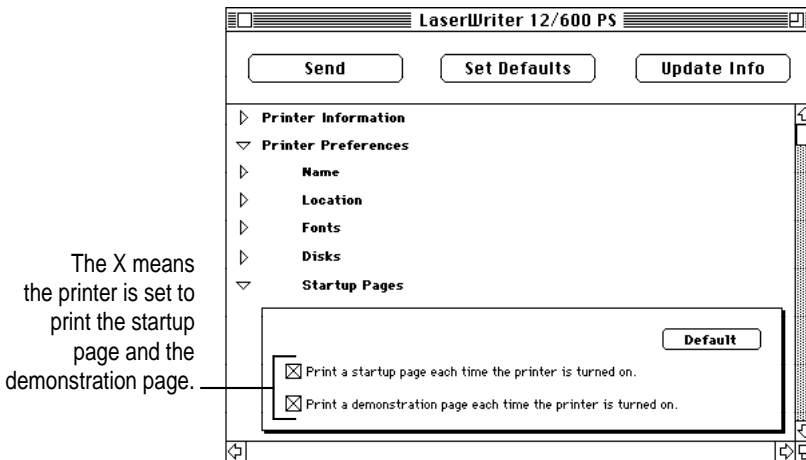 LaserWriter 12/600 PS
Send Set Defaults Update Info
Printer Information
Printer Preferences
Name
Location
Fonts
Disks
Startup Pages
Default
Print a startup page each time the printer is turned on.
Print a demonstration page each time the printer is turned on.
The X means
the printer is set to
print the startup
page and the
demonstration page.